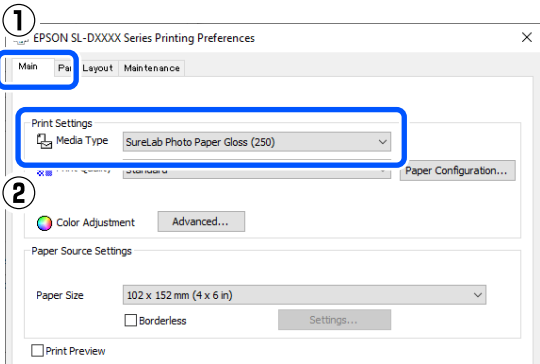 ①
EPSON SL-DXXXX Series Printing Preferences
Main Layout Maintenance
Print Settings
Media Type SureLab Photo Paper Gloss (250)
Print Quality Standard Paper Configuration...
②
Color Adjustment Advanced...
Paper Source Settings
Paper Size 102 x 152 mm (4 x 6 in)
Borderless Settings...
Print Preview